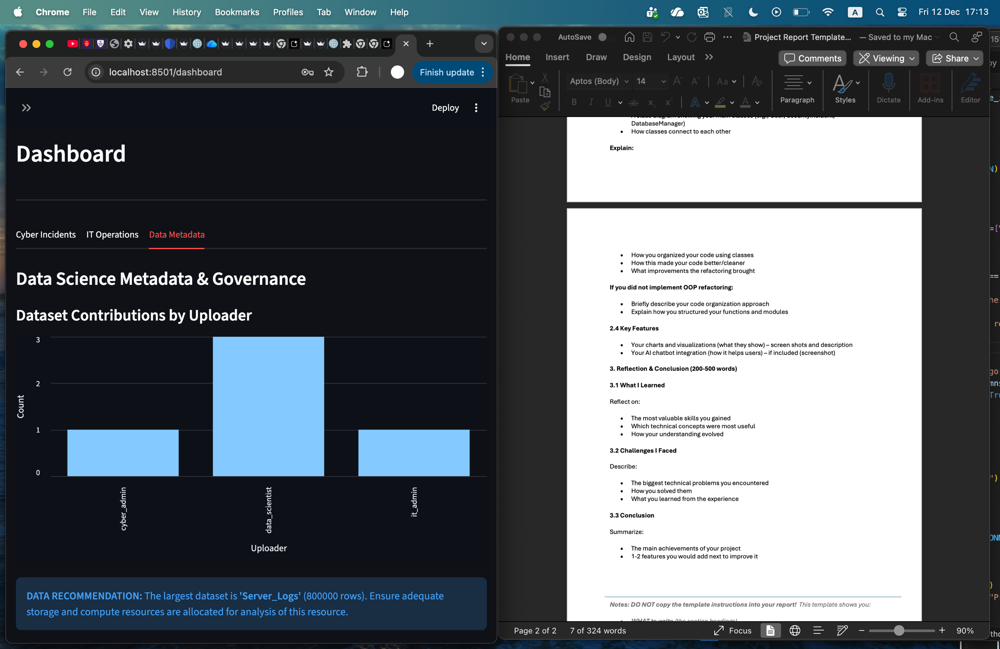 Chrome File Edit View History Bookmarks Profiles Tab Window Help
A
Fri 12 Dec 17:13
localhost:8501/dashboard
Finish update
Deploy
Dashboard
Cyber Incidents IT Operations Data Metadata
Data Science Metadata & Governance
Dataset Contributions by Uploader
3
2
1
0
Count
cyber_admin
data_scientist
it_admin
Uploader
DATA RECOMMENDATION: The largest dataset is 'Server_Logs' (800000 rows). Ensure adequate
storage and compute resources are allocated for analysis of this resource.
AutoSave
Project Report Template... — Saved to my Mac
Home Insert Draw Design Layout
Comments Viewing Share
Paste
Aptos (Body) 14
Paragraph Styles Dictate Add-ins Editor
DatabaseManager)
• How classes connect to each other
Explain:
• How you organized your code using classes
• How this made your code better/cleaner
• What improvements the refactoring brought
If you did not implement OOP refactoring:
• Briefly describe your code organization approach
• Explain how you structured your functions and modules
2.4 Key Features
• Your charts and visualizations (what they show) – screen shots and description
• Your AI chatbot integration (how it helps users) – if included (screenshot)
3. Reflection & Conclusion (200-500 words)
3.1 What I Learned
Reflect on:
• The most valuable skills you gained
• Which technical concepts were most useful
• How your understanding evolved
3.2 Challenges I Faced
Describe:
• The biggest technical problems you encountered
• How you solved them
• What you learned from the experience
3.3 Conclusion
Summarize:
• The main achievements of your project
• 1-2 features you would add next to improve it
Notes: DO NOT copy the template instructions into your report! This template shows you:
• WHAT to write (the section headings)
Page 2 of 2 7 of 324 words Focus 90%